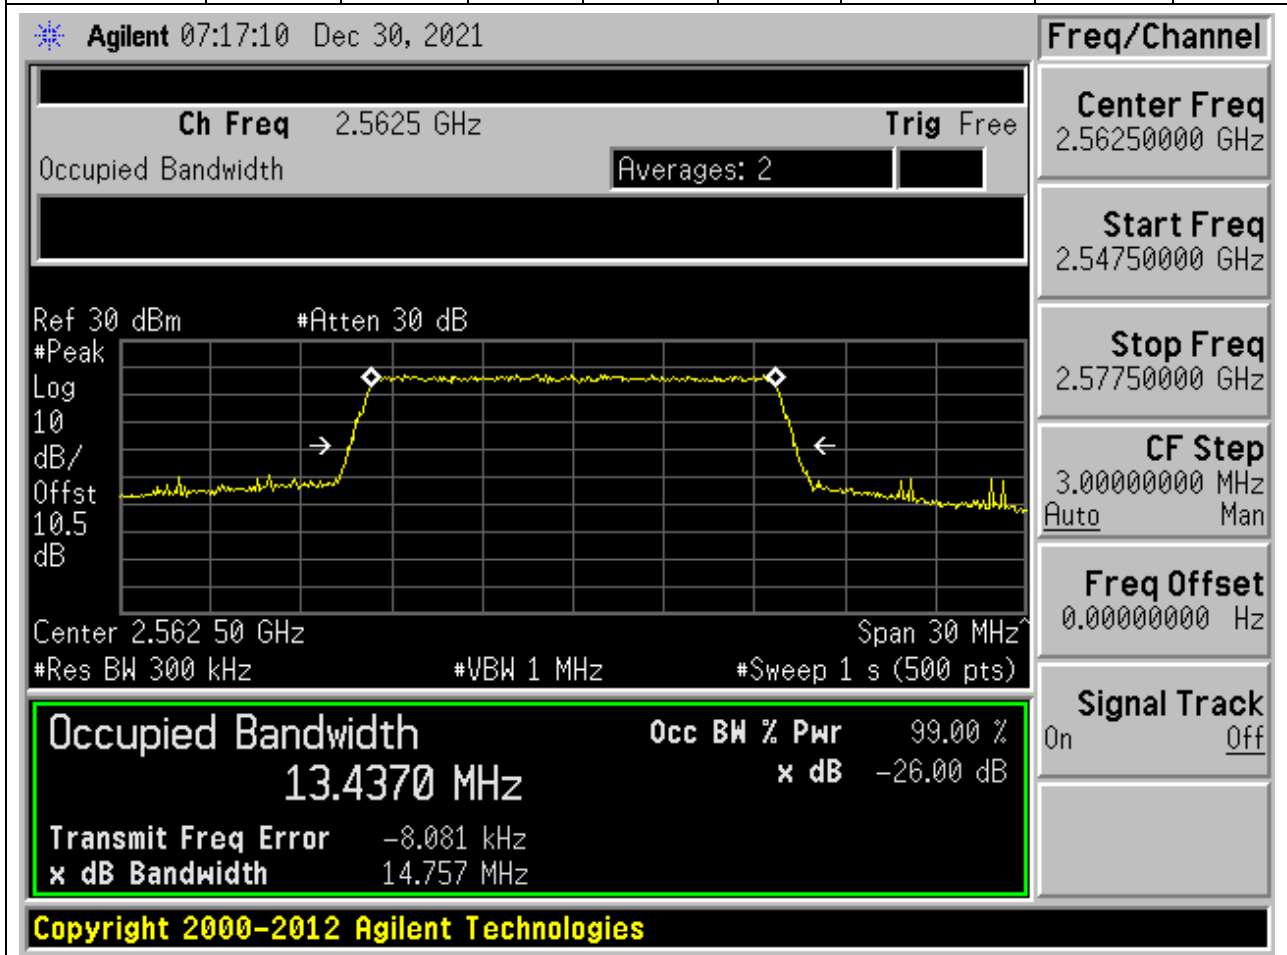 Agilent 07:17:10 Dec 30, 2021
Freq/Channel
Ch Freq 2.5625 GHz Trig Free
Occupied Bandwidth Averages: 2
Center Freq
2.56250000 GHz
Start Freq
2.54750000 GHz
Stop Freq
2.57750000 GHz
CF Step
3.00000000 MHz
Auto Man
Freq Offset
0.00000000 Hz
Signal Track
On Off
Ref 30 dBm #Atten 30 dB
#Peak
Log
10
dB/
Offst
10.5
dB
Center 2.562 50 GHz Span 30 MHz^
#Res BW 300 kHz #VBW 1 MHz #Sweep 1 s (500 pts)
Occupied Bandwidth Occ BW % Pwr 99.00 %
13.4370 MHz x dB -26.00 dB
Transmit Freq Error -8.081 kHz
x dB Bandwidth 14.757 MHz
Copyright 2000-2012 Agilent Technologies